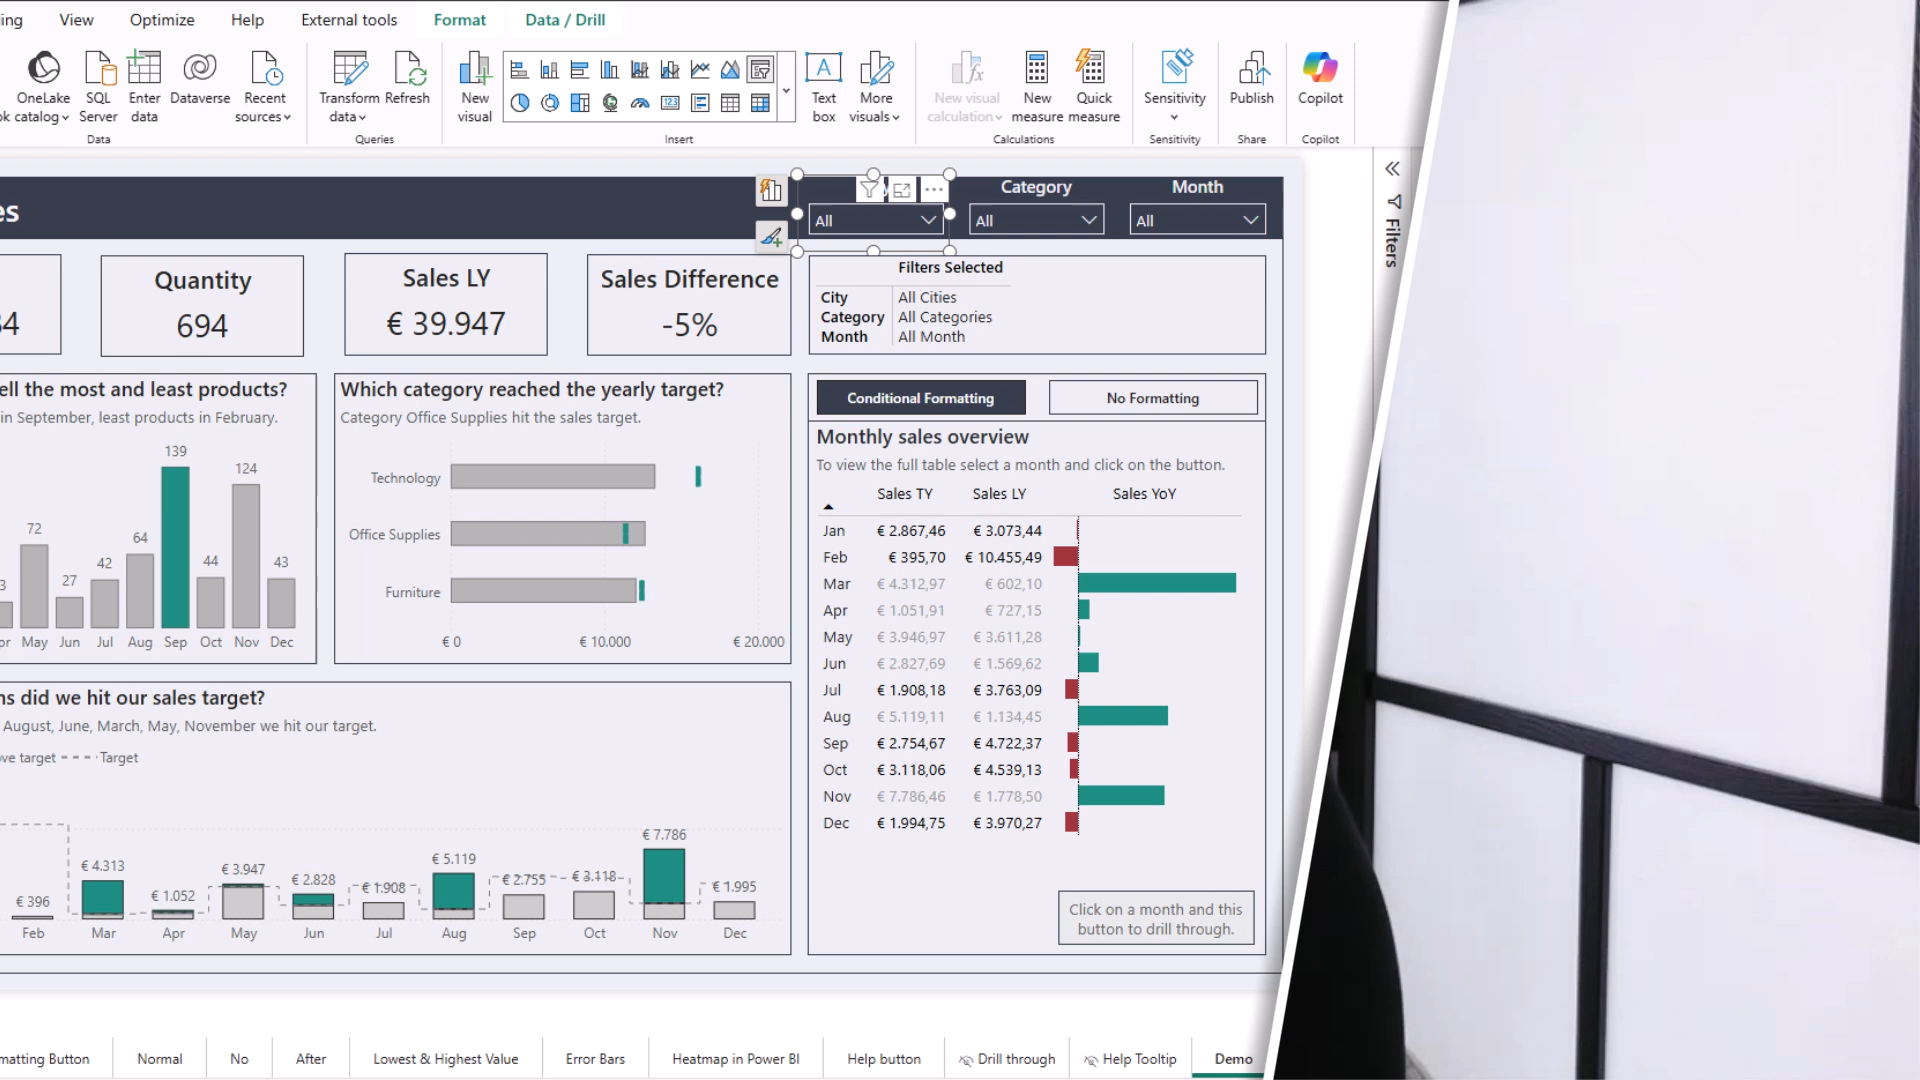 ing View Optimize Help External tools Format Data / Drill
OneLake
k catalog
SQL
Server
Enter
data
Dataverse
Recent
sources
Transform
data
Refresh
New
visual
Text
box
More
visuals
New visual
calculation
New
measure
Quick
measure
Sensitivity
Publish
Copilot
Data
Queries
Insert
Calculations
Sensitivity
Share
Copilot
Filters
es
Category
Month
All
All
All
Quantity
694
Sales LY
€ 39.947
Sales Difference
-5%
Filters Selected
City All Cities
Category All Categories
Month All Month
ell the most and least products?
in September, least products in February.
139
124
72
64
27
42
44
43
3
pr May Jun Jul Aug Sep Oct Nov Dec
Which category reached the yearly target?
Category Office Supplies hit the sales target.
Technology
Office Supplies
Furniture
€ 0 € 10.000 € 20.000
Conditional Formatting
No Formatting
Monthly sales overview
To view the full table select a month and click on the button.
Sales TY Sales LY Sales YoY
Jan € 2.867,46 € 3.073,44
Feb € 395,70 € 10.455,49
Mar € 4.312,97 € 602,10
Apr € 1.051,91 € 727,15
May € 3.946,97 € 3.611,28
Jun € 2.827,69 € 1.569,62
Jul € 1.908,18 € 3.763,09
Aug € 5.119,11 € 1.134,45
Sep € 2.754,67 € 4.722,37
Oct € 3.118,06 € 4.539,13
Nov € 7.786,46 € 1.778,50
Dec € 1.994,75 € 3.970,27
Click on a month and this
button to drill through.
ns did we hit our sales target?
August, June, March, May, November we hit our target.
ve target Target
€ 396 € 4.313 € 1.052 € 3.947 € 2.828 € 1.908 € 5.119 € 2.755 € 3.118 € 7.786 € 1.995
Feb Mar Apr May Jun Jul Aug Sep Oct Nov Dec
matting Button Normal No After Lowest & Highest Value Error Bars Heatmap in Power BI Help button Drill through Help Tooltip Demo